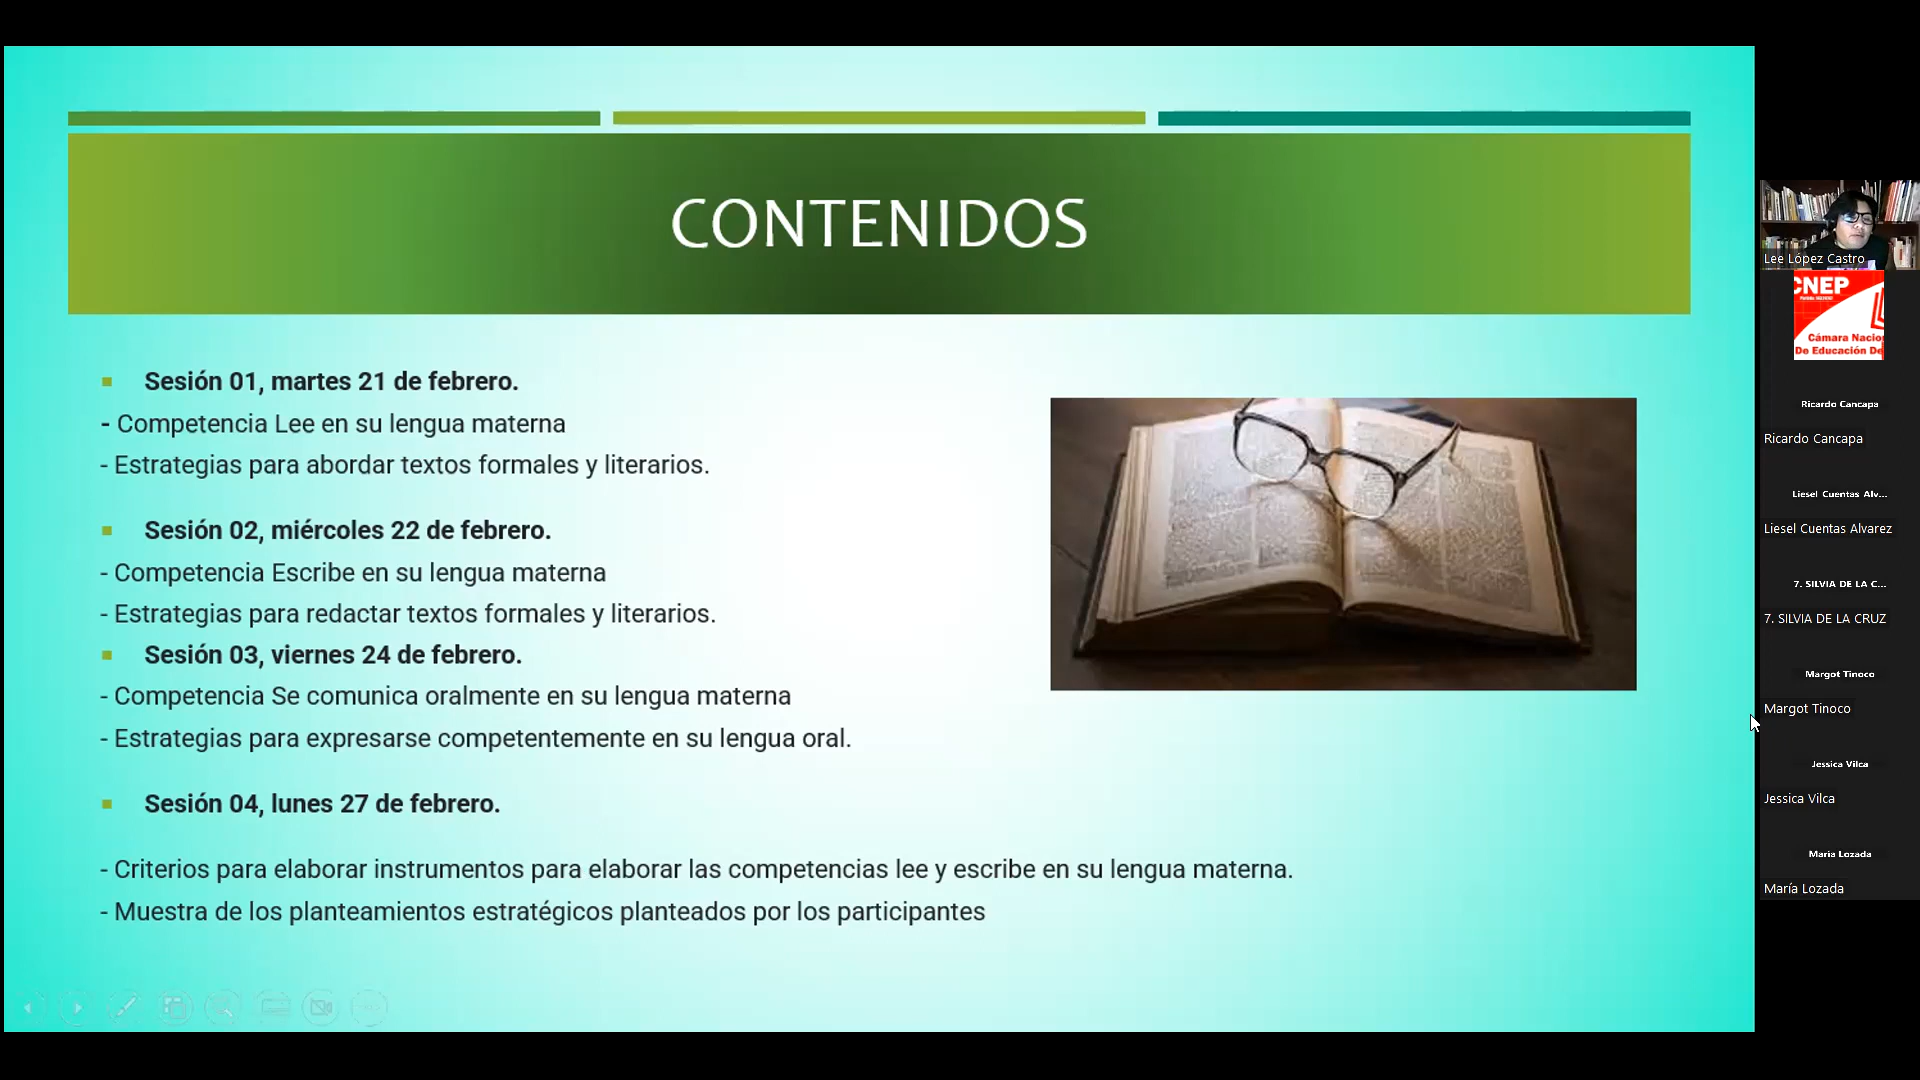 CONTENIDOS
Sesión 01, martes 21 de febrero.
- Competencia Lee en su lengua materna
- Estrategias para abordar textos formales y literarios.
Sesión 02, miércoles 22 de febrero.
- Competencia Escribe en su lengua materna
- Estrategias para redactar textos formales y literarios.
Sesión 03, viernes 24 de febrero.
- Competencia Se comunica oralmente en su lengua materna
- Estrategias para expresarse competentemente en su lengua oral.
Sesión 04, lunes 27 de febrero.
- Criterios para elaborar instrumentos para elaborar las competencias lee y escribe en su lengua materna.
- Muestra de los planteamientos estratégicos planteados por los participantes
Lee López Castro
CNEP
Cámara Nacio
De Educación De
Ricardo Cancapa
Ricardo Cancapa
Liesel Cuentas Alv...
Liesel Cuentas Alvarez
7. SILVIA DE LA C...
7. SILVIA DE LA CRUZ
Margot Tinoco
Margot Tinoco
Jessica Vilca
Jessica Vilca
María Lozada
María Lozada